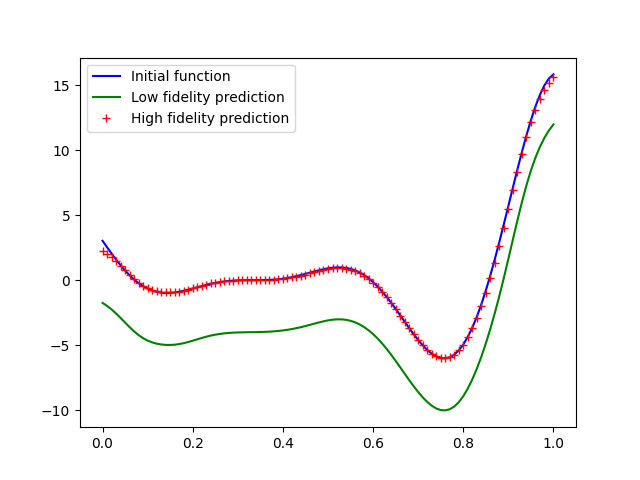 Initial function
Low fidelity prediction
High fidelity prediction
15
10
5
0
−5
−10
0.0 0.2 0.4 0.6 0.8 1.0